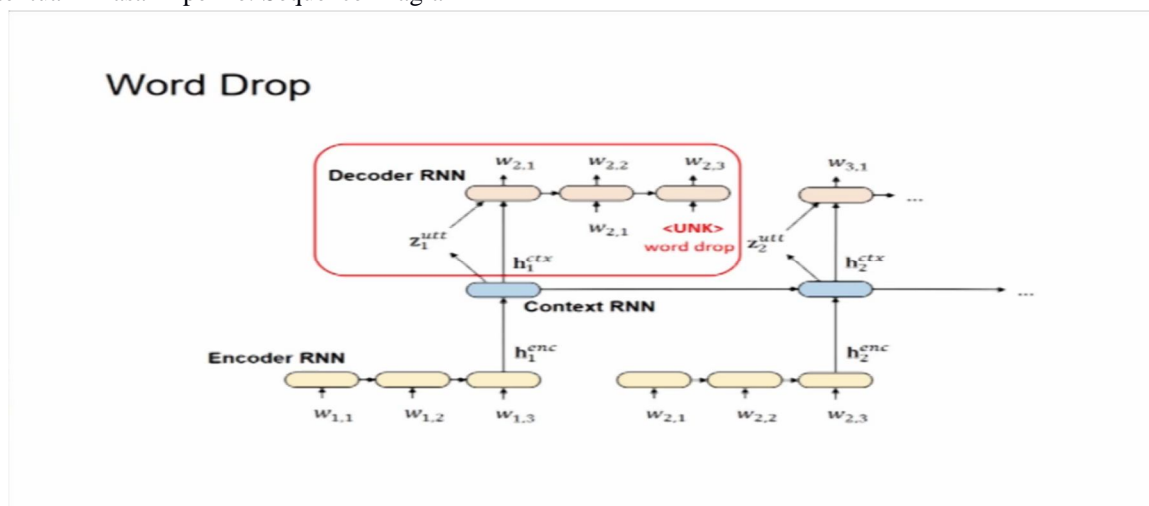 Word Drop
w2,1 w2,2 w2,3 w3,1
Decoder RNN
...
w2,1 <UNK>
z1utt word drop z2utt
h1ctx h2ctx
...
Context RNN
h1enc h2enc
Encoder RNN
w1,1 w1,2 w1,3 w2,1 w2,2 w2,3